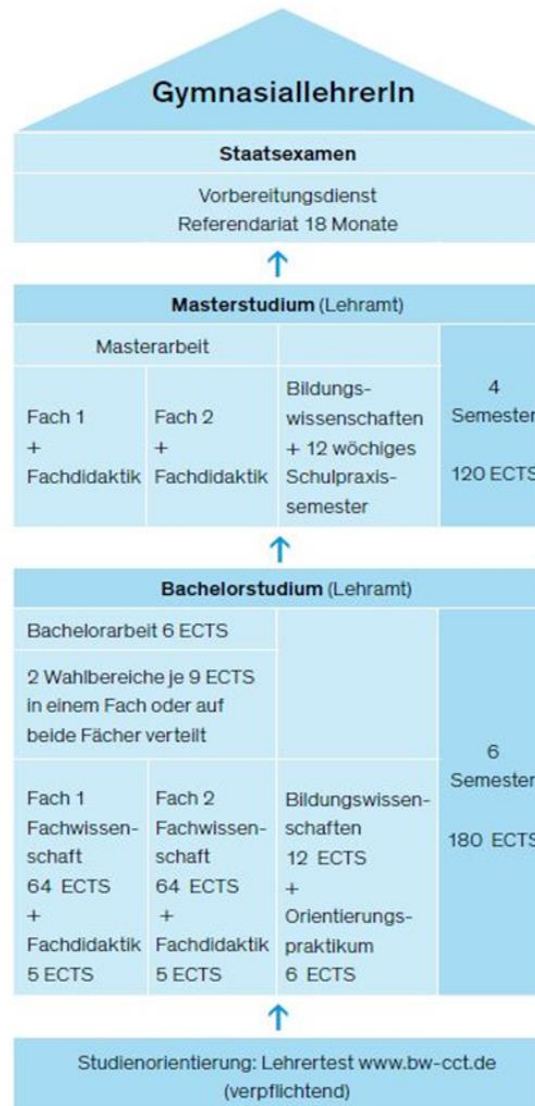 GymnasiallehrerIn
Staatsexamen
Vorbereitungsdienst
Referendariat 18 Monate
Masterstudium (Lehramt)
Masterarbeit
Fach 1
+
Fachdidaktik
Fach 2
+
Fachdidaktik
Bildungs-
wissenschaften
+ 12 wöchiges
Schulpraxis-
semester
4
Semester
120 ECTS
Bachelorstudium (Lehramt)
Bachelorarbeit 6 ECTS
2 Wahlbereiche je 9 ECTS
in einem Fach oder auf
beide Fächer verteilt
Fach 1
Fachwissen-
schaft
64 ECTS
+
Fachdidaktik
5 ECTS
Fach 2
Fachwissen-
schaft
64 ECTS
+
Fachdidaktik
5 ECTS
Bildungswissen-
schaften
12 ECTS
+
Orientierungs-
praktikum
6 ECTS
6
Semester
180 ECTS
Studienorientierung: Lehrertest www.bw-cct.de
(verpflichtend)